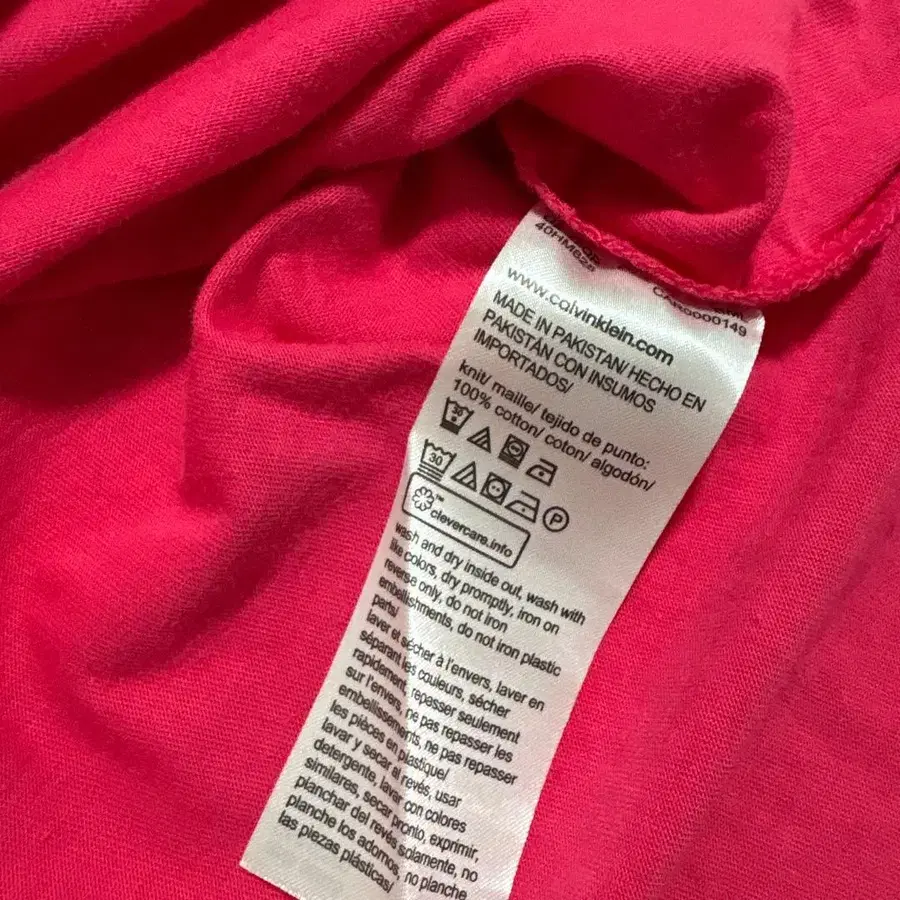 40HM828
CAR5000149
www.calvinklein.com
MADE IN PAKISTAN/ HECHO EN
PAKISTÁN CON INSUMOS
IMPORTADOS/
knit/ maille/ tejido de punto:
100% cotton/ coton/ algodón/
30
30
P
™
clevercare.info
wash and dry inside out, wash with
like colors, dry promptly, iron on
reverse only, do not iron
embellishments, do not iron plastic
parts/
laver et sécher à l'envers, laver en
séparant les couleurs, sécher
rapidement, repasser seulement
sur l'envers, ne pas repasser les
embellissements, ne pas repasser
les pièces en plastique/
lavar y secar al revés, usar
detergente, lavar con colores
similares, secar pronto, exprimir,
planchar del revés solamente, no
planche los adornos, no planche
las piezas plásticas/